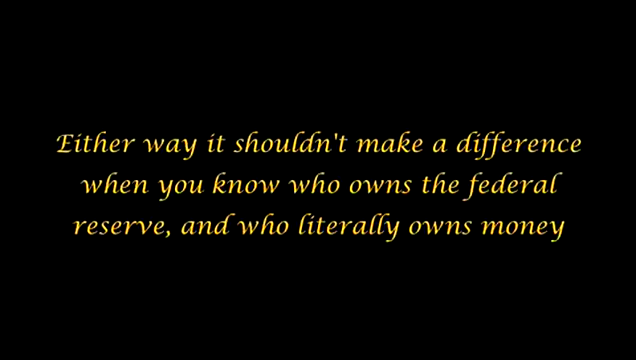 Either way it shouldn't make a difference
when you know who owns the federal
reserve, and who literally owns money